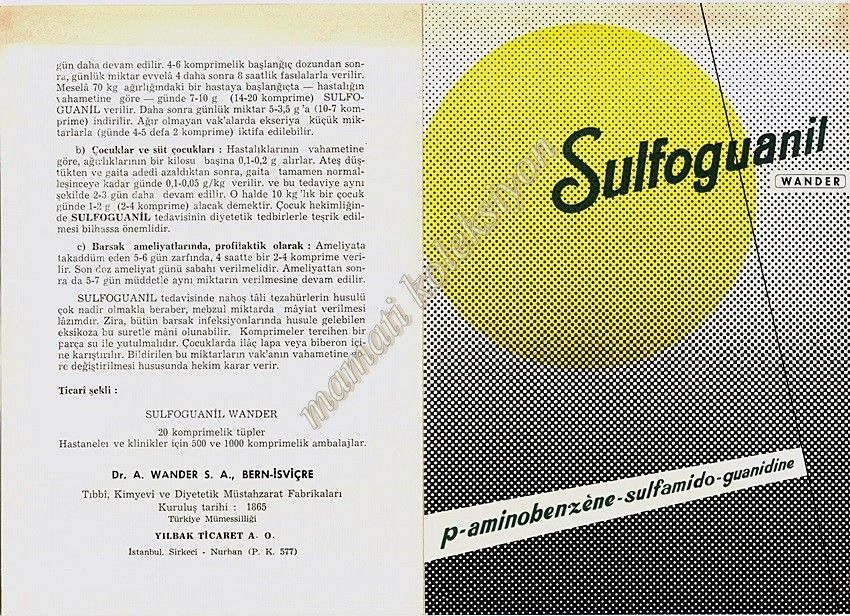 gün daha devam edilir. 4-6 komprimelik başlangıç dozundan son-
ra, günlük miktar evvelâ 4 daha sonra 8 saatlik fasılalarla verilir.
Meselâ 70 kg ağırlığındaki bir hastaya başlangıçta — hastalığın
vahametine göre — günde 7-10 g (14-20 komprime) SULFO-
GUANİL verilir. Daha sonra günlük miktar 5-3,5 g'a (10-7 kom-
prime) indirilir. Ağır olmayan vak'alarda ekseriya küçük mik-
tarlarla (günde 4-5 defa 2 komprime) iktifa edilebilir.
b) Çocuklar ve süt çocukları : Hastalıklarının vahametine
göre, ağırlıklarının bir kilosu başına 0,1-0,2 g alırlar. Ateş düş-
tükten ve gaita adedi azaldıktan sonra, gaita tamamen normal-
leşinceye kadar günde 0,1-0,05 g/kg verilir. ve bu tedaviye aynı
şekilde 2-3 gün daha devam edilir. O halde 10 kg'lık bir çocuk
günde 1-2 g (2-4 komprime) alacak demektir. Çocuk hekimliğin-
de SULFOGUANİL tedavisinin diyetetik tedbirlerle teşrik edil-
mesi bilhassa önemlidir.
c) Barsak ameliyatlarında, profilaktik olarak : Ameliyata
takaddüm eden 5-6 gün zarfında, 4 saatte bir 2-4 komprime veri-
lir. Son doz ameliyat günü sabahı verilmelidir. Ameliyattan son-
ra da 5-7 gün müddetle aynı miktarın verilmesine devam edilir.
SULFOGUANİL tedavisinde nahoş tâli tezahürlerin husulü
çok nadir olmakla beraber, mebzul miktarda mâyiat verilmesi
lâzımdır. Zira, bütün barsak infeksiyonlarında husule gelebilen
eksikoza bu suretle mâni olunabilir. Komprimeler tercihen bir
parça su ile yutulmalıdır. Çocuklarda ilâç lapa veya biberon içi-
ne karıştırılır. Bildirilen bu miktarların vak'anın vahametine gö-
re değiştirilmesi hususunda hekim karar verir.
Ticari şekli :
SULFOGUANİL WANDER
20 komprimelik tüpler
Hastaneler ve klinikler için 500 ve 1000 komprimelik ambalajlar.
Dr. A. WANDER S. A., BERN-İSVİÇRE
Tıbbî, Kimyevî ve Diyetetik Müstahzarat Fabrikaları
Kuruluş tarihi : 1865
Türkiye Mümessilliği
YILBAK TİCARET A. O.
İstanbul, Sirkeci - Nurhan (P. K. 577)
Sulfoguanil
WANDER
p-aminobenzène-sulfamido-guanidine
mamati koleksiyon